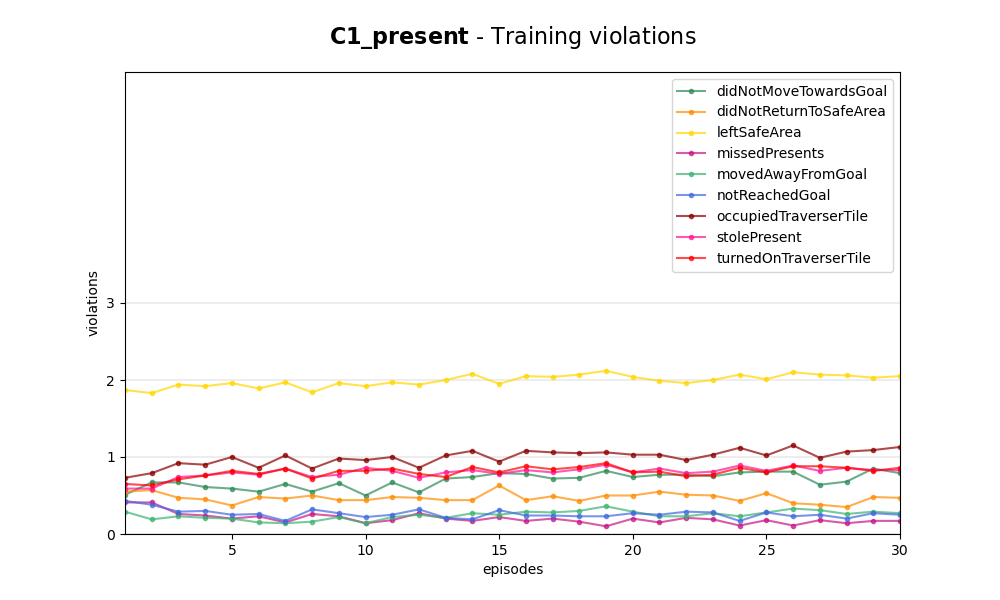 C1_present - Training violations
didNotMoveTowardsGoal
didNotReturnToSafeArea
leftSafeArea
missedPresents
movedAwayFromGoal
notReachedGoal
occupiedTraverserTile
stolePresent
turnedOnTraverserTile
violations
3
2
1
0
5
10
15
20
25
30
episodes